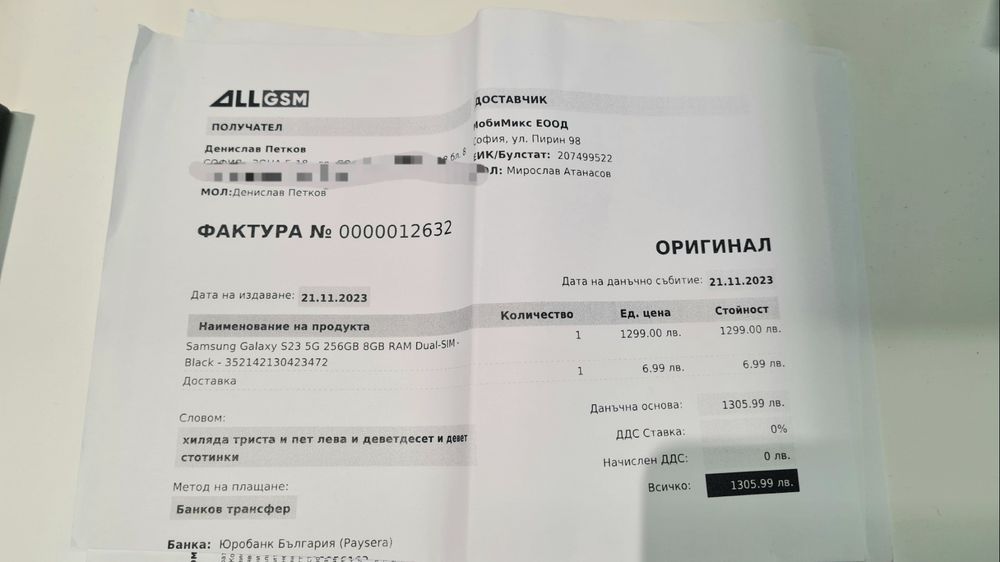 ALLGSM
ПОЛУЧАТЕЛ
Денислав Петков
МОЛ:Денислав Петков
ДОСТАВЧИК
МобиМикс ЕООД
София, ул. Пирин 98
ЕИК/Булстат: 207499522
МОЛ: Мирослав Атанасов
ФАКТУРА № 0000012632
ОРИГИНАЛ
Дата на издаване: 21.11.2023
Дата на данъчно събитие: 21.11.2023
Наименование на продукта Количество Ед. цена Стойност
Samsung Galaxy S23 5G 256GB 8GB RAM Dual-SIM- 1 1299.00 лв. 1299.00 лв.
Black - 352142130423472
Доставка 1 6.99 лв. 6.99 лв.
Данъчна основа: 1305.99 лв.
ДДС Ставка: 0%
Начислен ДДС: 0 лв.
Всичко: 1305.99 лв.
Словом:
хиляда триста и пет лева и деветдесет и девет
стотинки
Метод на плащане:
Банков трансфер
Банка: Юробанк България (Paysera)